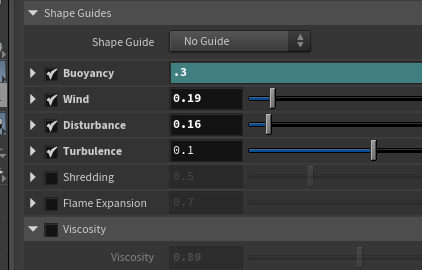 Shape Guides
Shape Guide No Guide
Buoyancy .3
Wind 0.19
Disturbance 0.16
Turbulence 0.1
Shredding 0.5
Flame Expansion 0.7
Viscosity
Viscosity 0.89